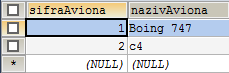 sifraAviona nazivAviona
1 Boing 747
2 c4
* (NULL) (NULL)